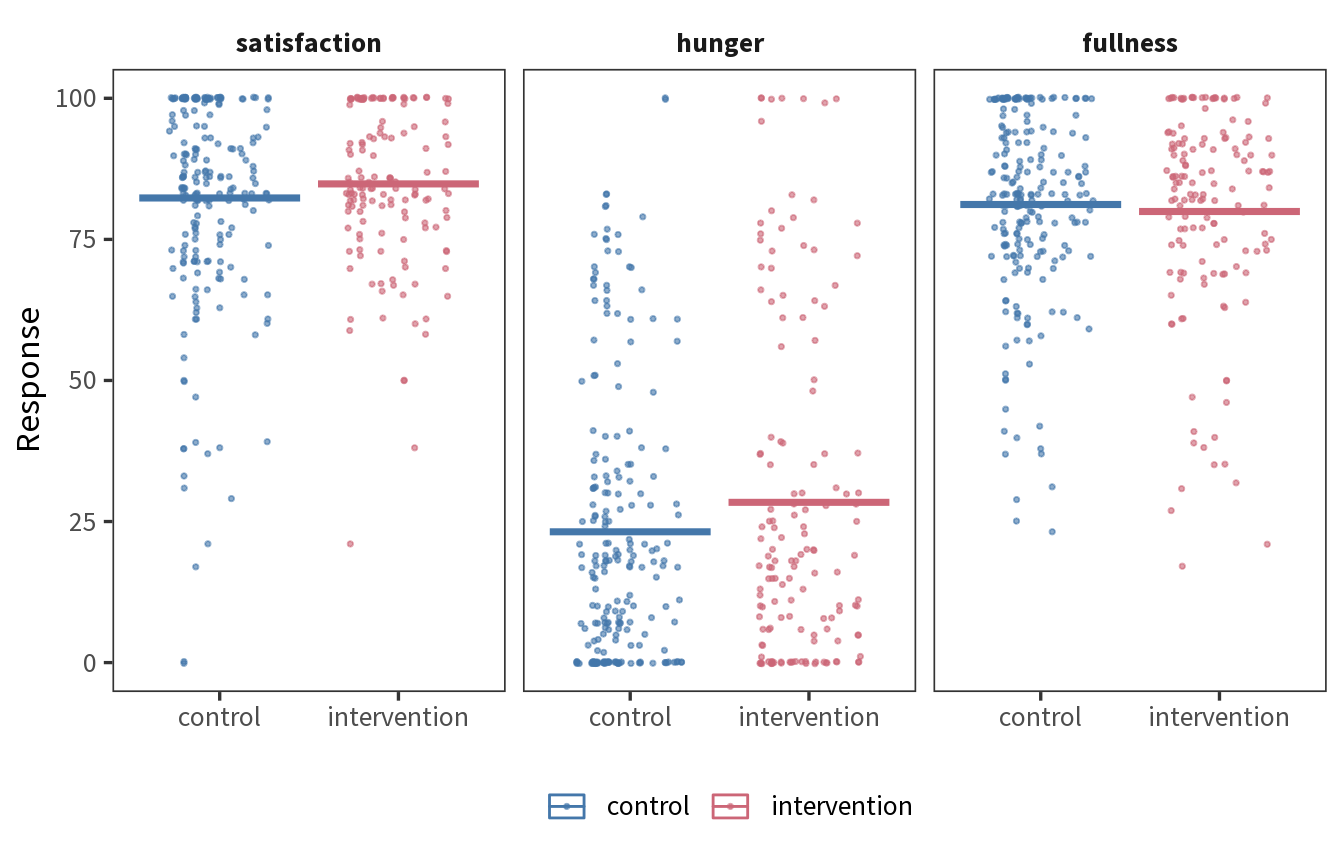 satisfaction hunger fullness
100
75
50
25
0
Response
control intervention control intervention control intervention
control intervention